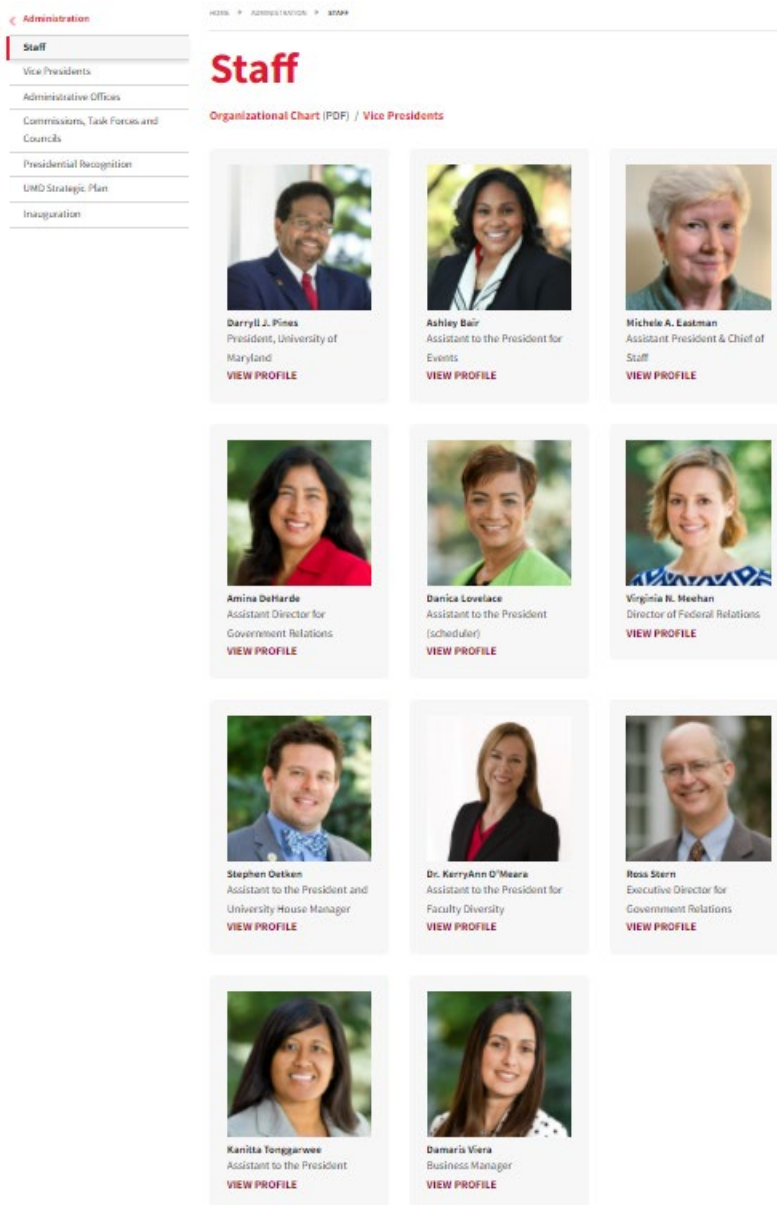 Administration
Staff
Vice Presidents
Administrative Offices
Commissions, Task Forces and
Councils
Presidential Recognition
UMD Strategic Plan
Inauguration
HOME » ADMINISTRATION » STAFF
Staff
Organizational Chart (PDF) / Vice Presidents
Darryll J. Pines
President, University of
Maryland
VIEW PROFILE
Ashley Bair
Assistant to the President for
Events
VIEW PROFILE
Michele A. Eastman
Assistant President & Chief of
Staff
VIEW PROFILE
Amina DeHarde
Assistant Director for
Government Relations
VIEW PROFILE
Danica Lovelace
Assistant to the President
(scheduler)
VIEW PROFILE
Virginia N. Meehan
Director of Federal Relations
VIEW PROFILE
Stephen Oetken
Assistant to the President and
University House Manager
VIEW PROFILE
Dr. KerryAnn O'Meara
Assistant to the President for
Faculty Diversity
VIEW PROFILE
Ross Stern
Executive Director for
Government Relations
VIEW PROFILE
Kanitta Tonggarwee
Assistant to the President
VIEW PROFILE
Damaris Viera
Business Manager
VIEW PROFILE